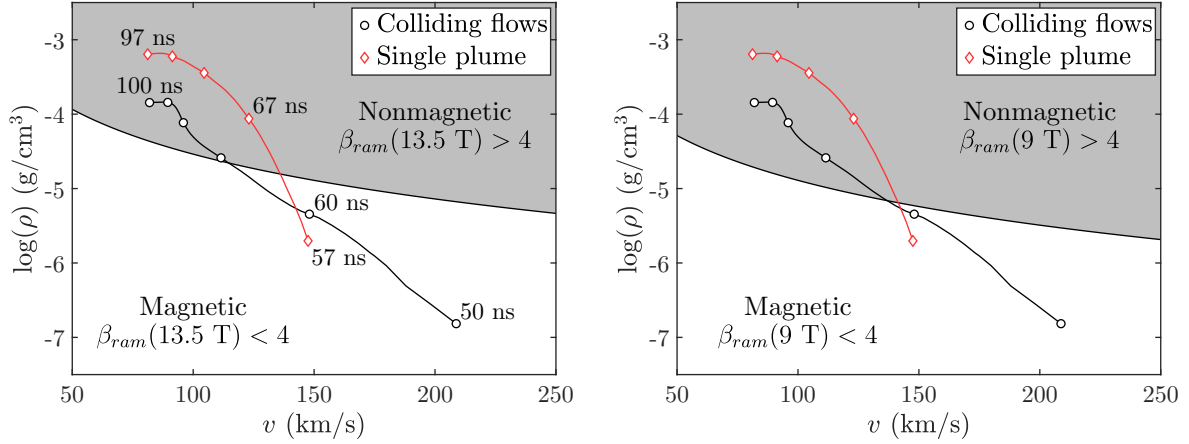 Colliding flows
Single plume
97 ns
100 ns
67 ns
Nonmagnetic
β_ram(13.5 T) > 4
60 ns
57 ns
50 ns
Magnetic
β_ram(13.5 T) < 4
-3
-4
-5
-6
-7
log(ρ) (g/cm³)
50
100
150
200
250
v (km/s)
Colliding flows
Single plume
Nonmagnetic
β_ram(9 T) > 4
Magnetic
β_ram(9 T) < 4
-3
-4
-5
-6
-7
log(ρ) (g/cm³)
50
100
150
200
250
v (km/s)